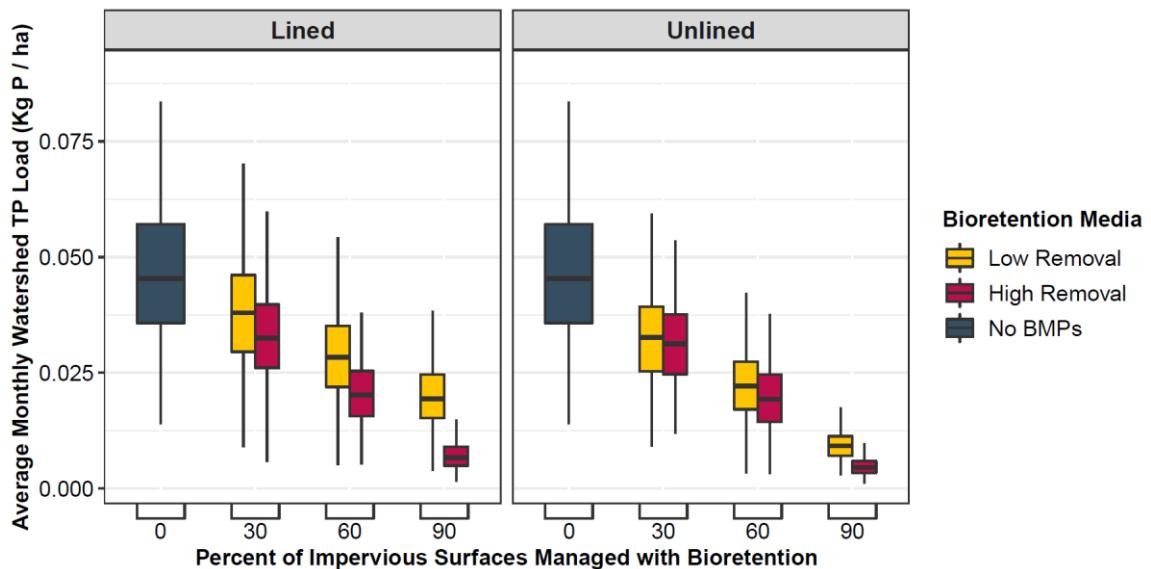 Lined
Unlined
Average Monthly Watershed TP Load (Kg P / ha)
0.075
0.050
0.025
0.000
0 30 60 90
0 30 60 90
Percent of Impervious Surfaces Managed with Bioretention
Bioretention Media
Low Removal
High Removal
No BMPs